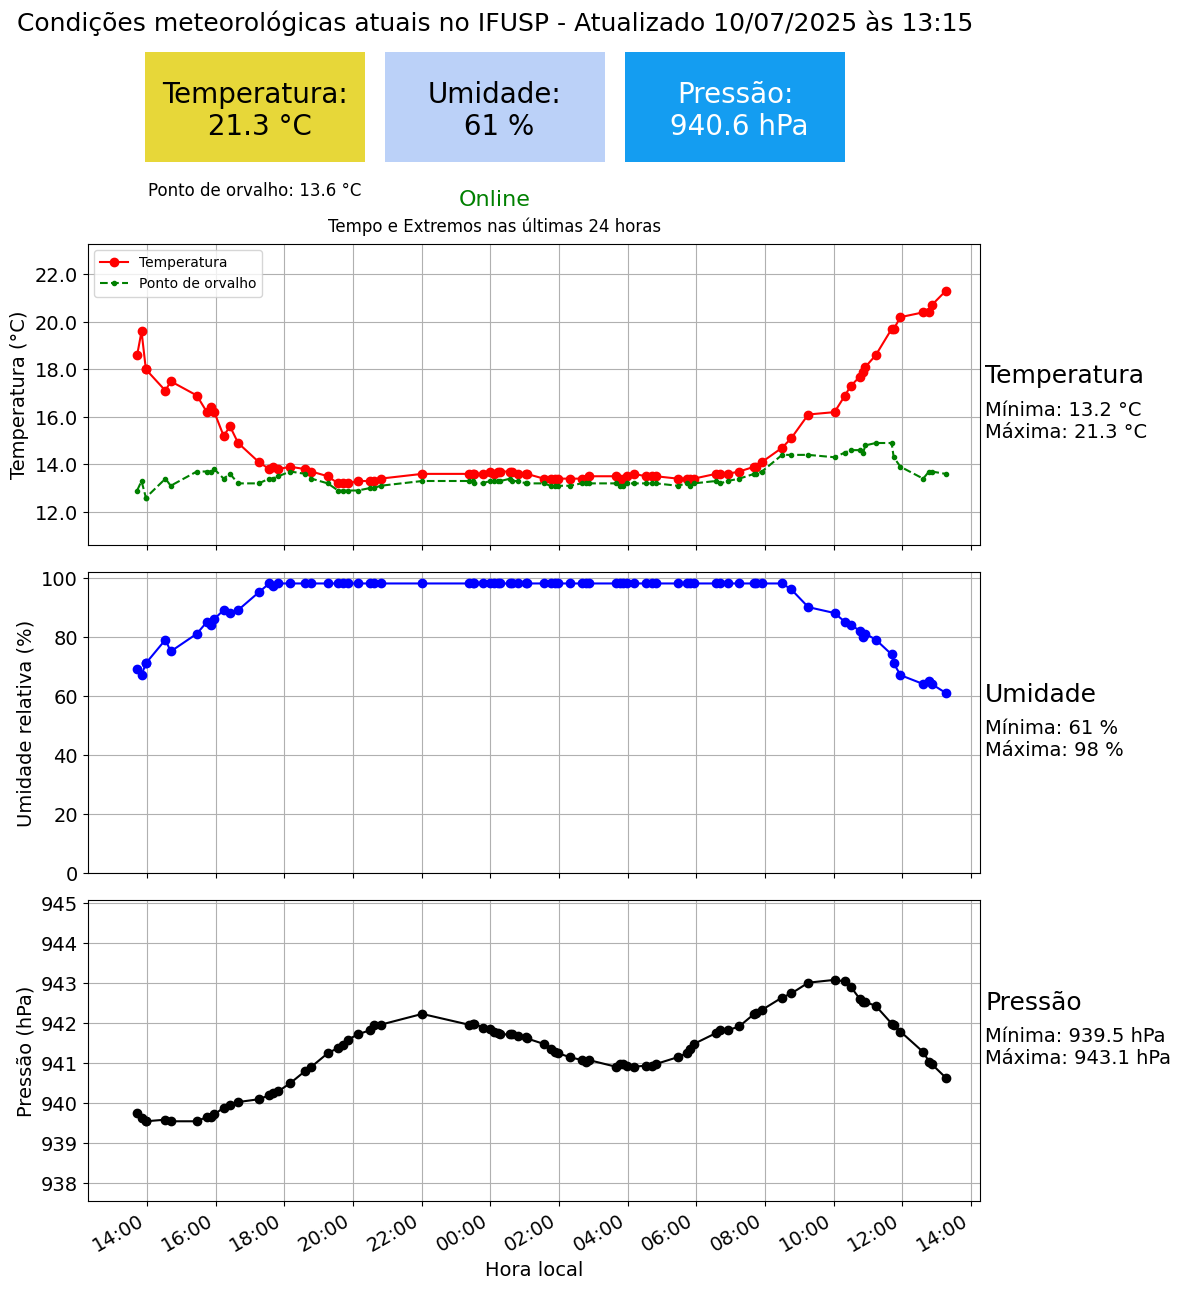 Condições meteorológicas atuais no IFUSP - Atualizado 10/07/2025 às 13:15
Temperatura:
21.3 °C
Umidade:
61 %
Pressão:
940.6 hPa
Ponto de orvalho: 13.6 °C
Online
Tempo e Extremos nas últimas 24 horas
Temperatura
Ponto de orvalho
Temperatura (°C)
22.0
20.0
18.0
16.0
14.0
12.0
Temperatura
Mínima: 13.2 °C
Máxima: 21.3 °C
Umidade relativa (%)
100
80
60
40
20
0
Umidade
Mínima: 61 %
Máxima: 98 %
Pressão (hPa)
945
944
943
942
941
940
939
938
Pressão
Mínima: 939.5 hPa
Máxima: 943.1 hPa
14:00 16:00 18:00 20:00 22:00 00:00 02:00 04:00 06:00 08:00 10:00 12:00 14:00
Hora local